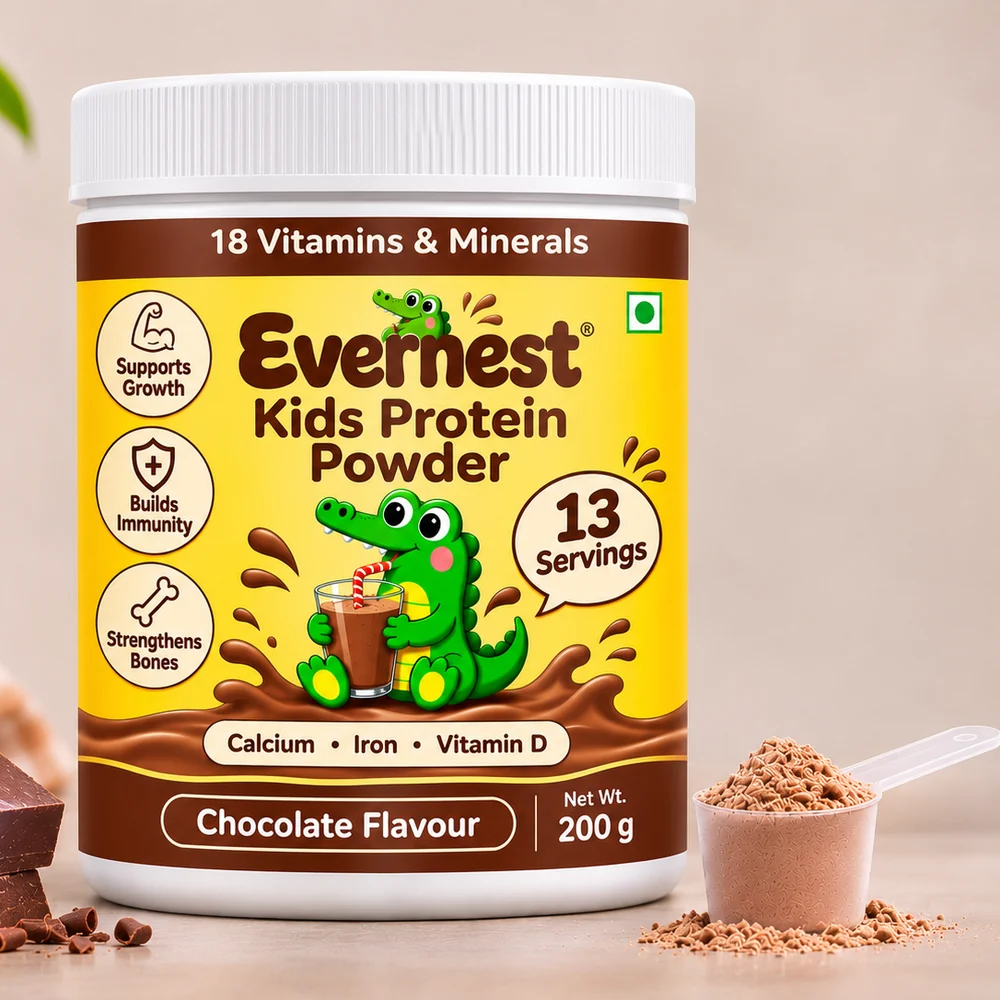 18 Vitamins & Minerals
Evernest®
Kids Protein
Powder
Supports
Growth
Builds
Immunity
Strengthens
Bones
13
Servings
Calcium • Iron • Vitamin D
Chocolate Flavour
Net Wt.
200 g